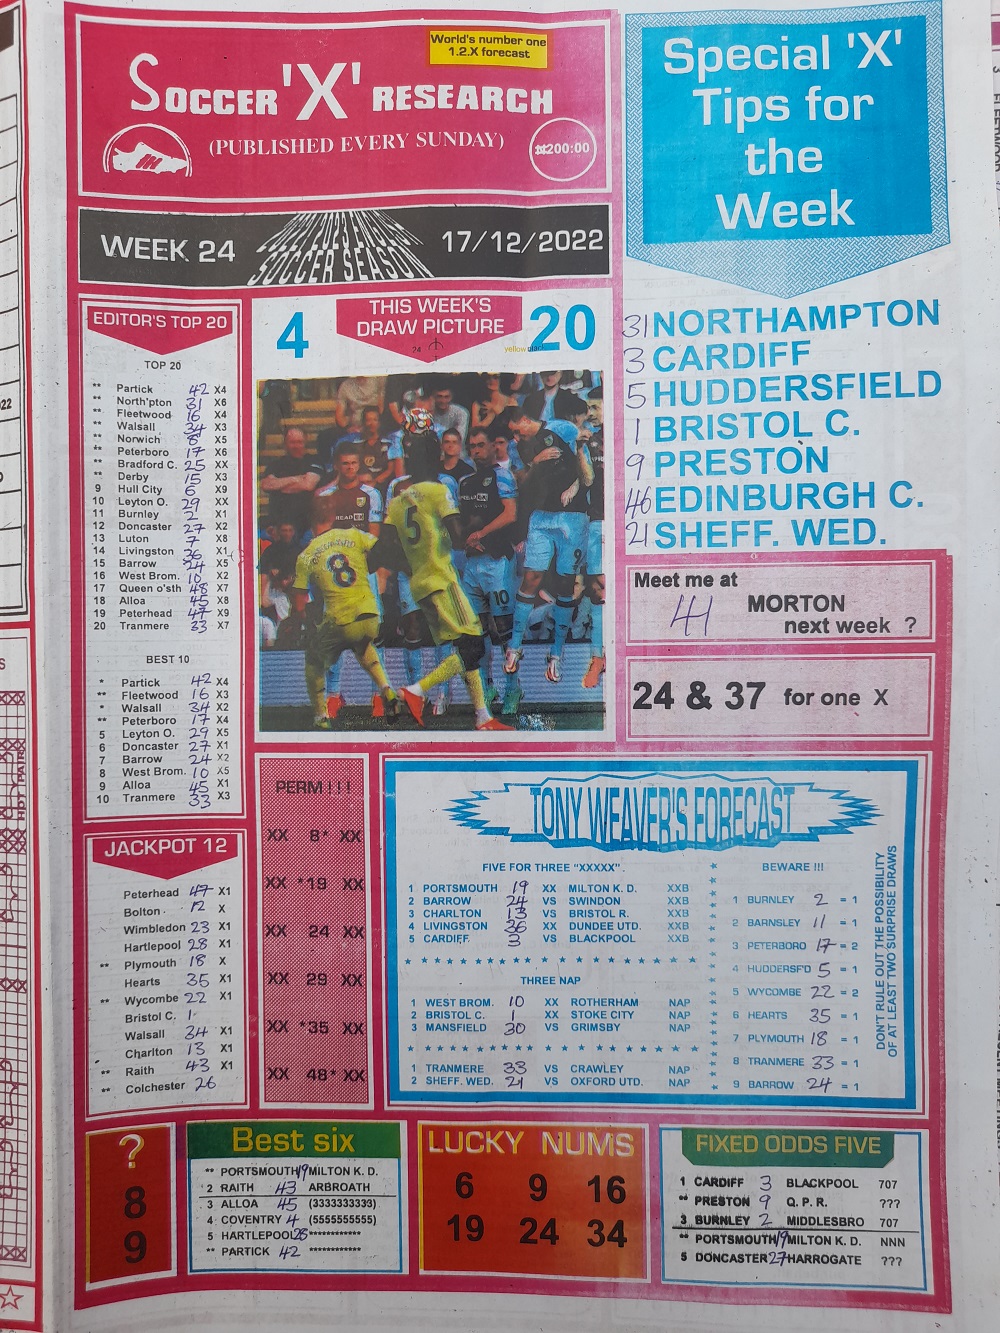 World's number one
1.2.X forecast
SOCCER 'X' RESEARCH
(PUBLISHED EVERY SUNDAY)
₦200:00
WEEK 24
SOCCER SEASON
17/12/2022
Special 'X'
Tips for
the
Week
31 NORTHAMPTON
3 CARDIFF
5 HUDDERSFIELD
1 BRISTOL C.
9 PRESTON
46 EDINBURGH C.
21 SHEFF. WED.
Meet me at
41 MORTON
next week ?
24 & 37 for one X
EDITOR'S TOP 20
TOP 20
** Partick 42 X4
** North'pton 31 X6
** Fleetwood 16 X4
** Walsall 34 X3
** Norwich 8 X5
** Peterboro 17 X6
** Bradford C. 25 XX
** Derby 15 X3
9 Hull City 6 X9
10 Leyton O. 29 XX
11 Burnley 2 X1
12 Doncaster 27 X2
13 Luton 7 X8
14 Livingston 36 X1
15 Barrow 24 X5
16 West Brom. 10 X2
17 Queen o'sth 48 X7
18 Alloa 45 X8
19 Peterhead 47 X9
20 Tranmere 33 X7
BEST 10
* Partick 42 X4
** Fleetwood 16 X3
* Walsall 34 X2
** Peterboro 17 X4
5 Leyton O. 29 X5
6 Doncaster 27 X1
7 Barrow 24 X2
8 West Brom. 10 X5
9 Alloa 45 X1
10 Tranmere 33 X3
4
THIS WEEK'S
DRAW PICTURE
24
yellow black
20
8
5
10
9
JACKPOT 12
Peterhead 47 X1
Bolton 12 X
Wimbledon 23 X1
Hartlepool 28 X1
** Plymouth 18 X
Hearts 35 X1
** Wycombe 22 X1
Bristol C. 1
Walsall 34 X1
Charlton 13 X1
** Raith 43 X1
** Colchester 26
PERM ! ! !
XX 8* XX
XX *19 XX
XX 24 XX
XX 29 XX
XX *35 XX
XX 48* XX
TONY WEAVER'S FORECAST
FIVE FOR THREE "XXXXX".
1 PORTSMOUTH 19 XX MILTON K. D. XXB
2 BARROW 24 VS SWINDON XXB
3 CHARLTON 13 VS BRISTOL R. XXB
4 LIVINGSTON 36 XX DUNDEE UTD. XXB
5 CARDIFF. 3 VS BLACKPOOL XXB
THREE NAP
1 WEST BROM. 10 XX ROTHERHAM NAP
2 BRISTOL C. 1 XX STOKE CITY NAP
3 MANSFIELD 30 VS GRIMSBY NAP
1 TRANMERE 33 VS CRAWLEY NAP
2 SHEFF. WED. 21 VS OXFORD UTD. NAP
BEWARE !!!
1 BURNLEY 2 = 1
2 BARNSLEY 11 = 1
3 PETERBORO 17 = 2
4 HUDDERSF'D 5 = 1
5 WYCOMBE 22 = 2
6 HEARTS 35 = 1
7 PLYMOUTH 18 = 1
8 TRANMERE 33 = 1
9 BARROW 24 = 1
DON'T RULE OUT THE POSSIBILITY
OF AT LEAST TWO SURPRISE DRAWS
?
8
9
Best six
** PORTSMOUTH 19 MILTON K. D.
2 RAITH 43 ARBROATH
3 ALLOA 45 (3333333333)
4 COVENTRY 4 (5555555555)
5 HARTLEPOOL 28 ***********
** PARTICK 42 ***********
LUCKY NUMS
6 9 16
19 24 34
FIXED ODDS FIVE
1 CARDIFF 3 BLACKPOOL 707
** PRESTON 9 Q. P. R. ???
3 BURNLEY 2 MIDDLESBRO 707
** PORTSMOUTH 19 MILTON K. D. NNN
5 DONCASTER 27 HARROGATE ???